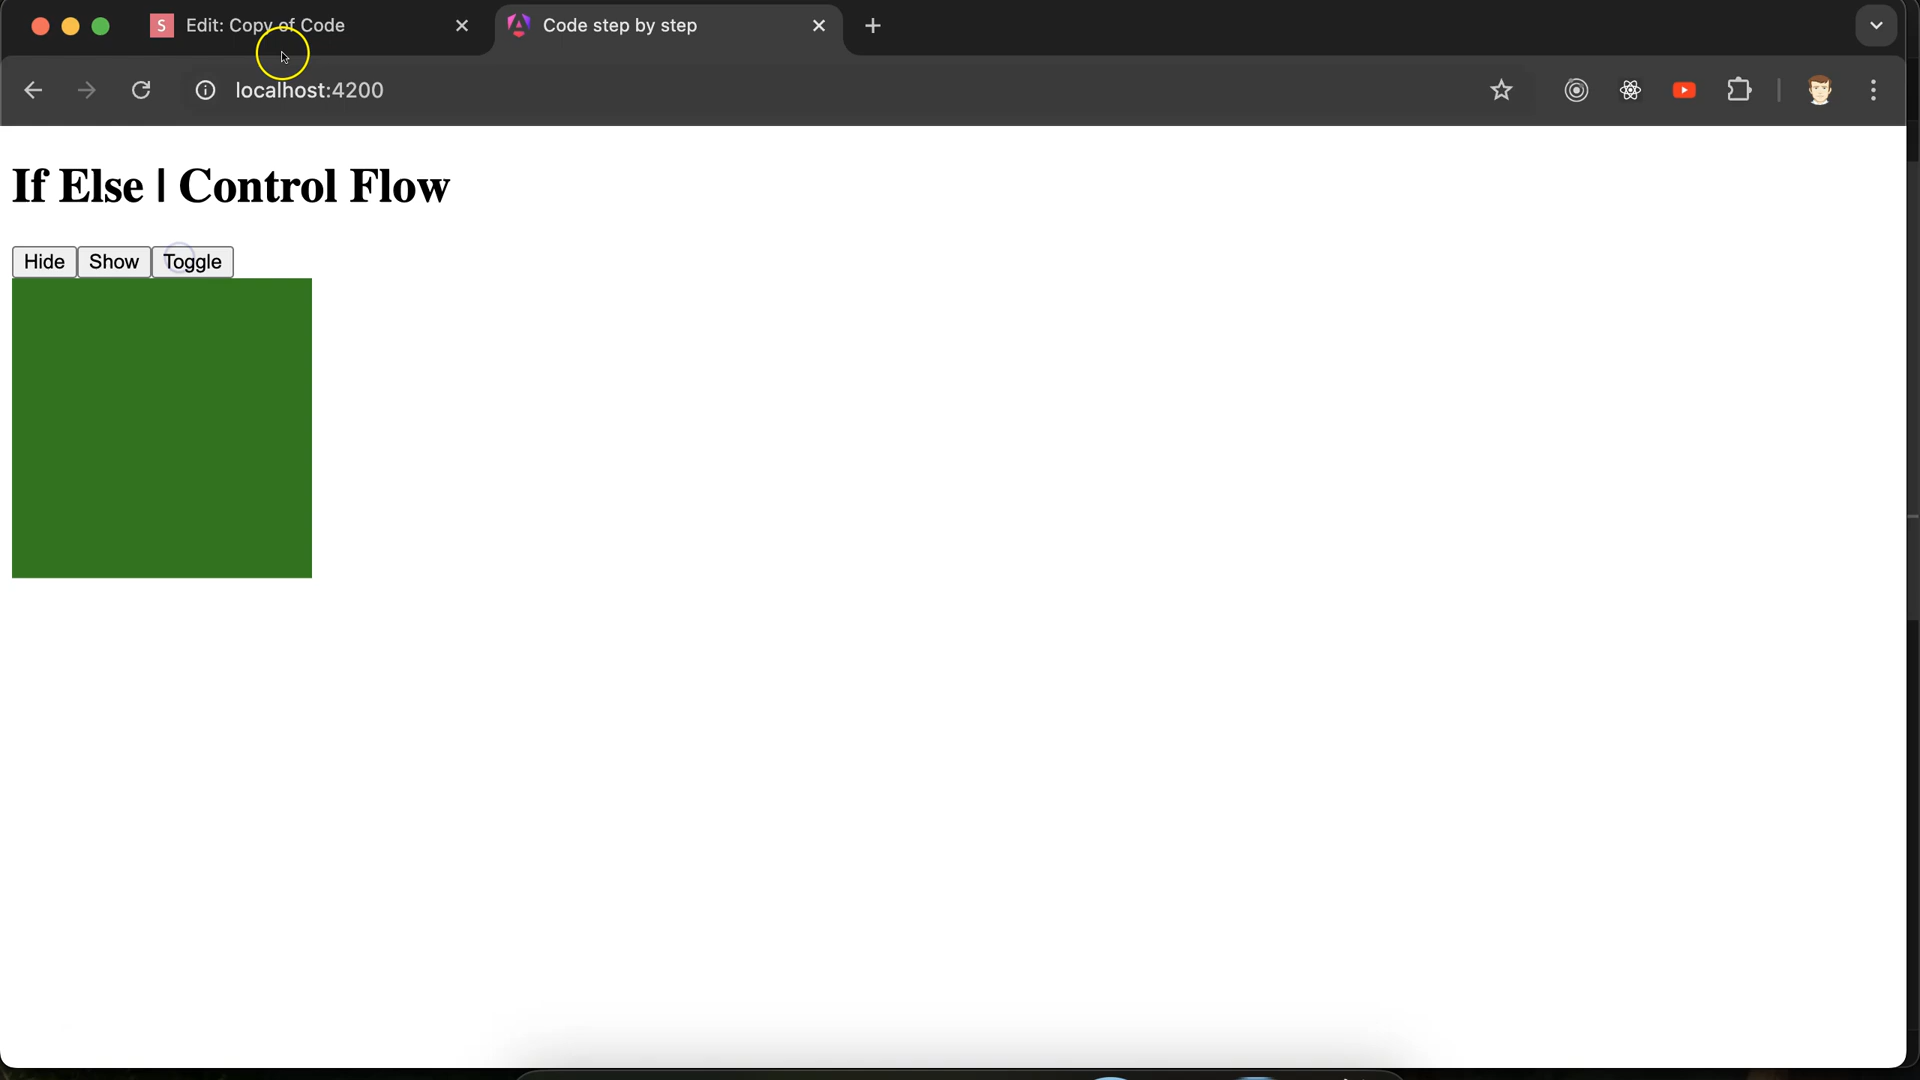 S Edit: Copy of Code
Code step by step
localhost:4200
If Else | Control Flow
Hide Show Toggle